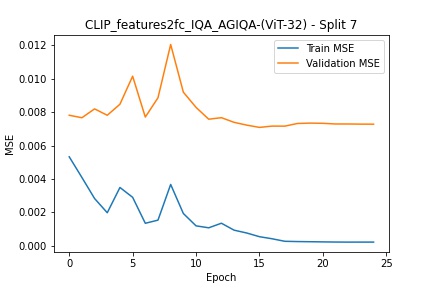 CLIP_features2fc_IQA_AGIQA-(ViT-32) - Split 7
Train MSE
Validation MSE
0.012
0.010
0.008
0.006
0.004
0.002
0.000
MSE
0 5 10 15 20 25
Epoch